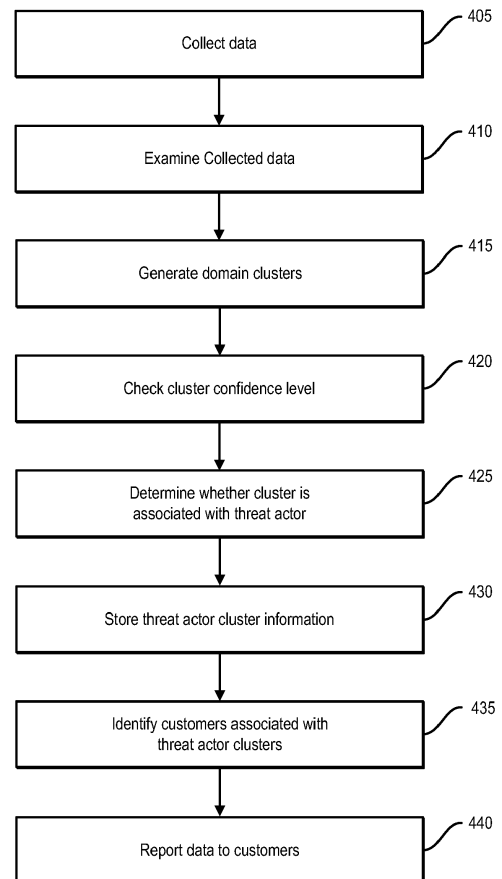 405
Collect data
410
Examine Collected data
415
Generate domain clusters
420
Check cluster confidence level
425
Determine whether cluster is
associated with threat actor
430
Store threat actor cluster information
435
Identify customers associated with
threat actor clusters
440
Report data to customers